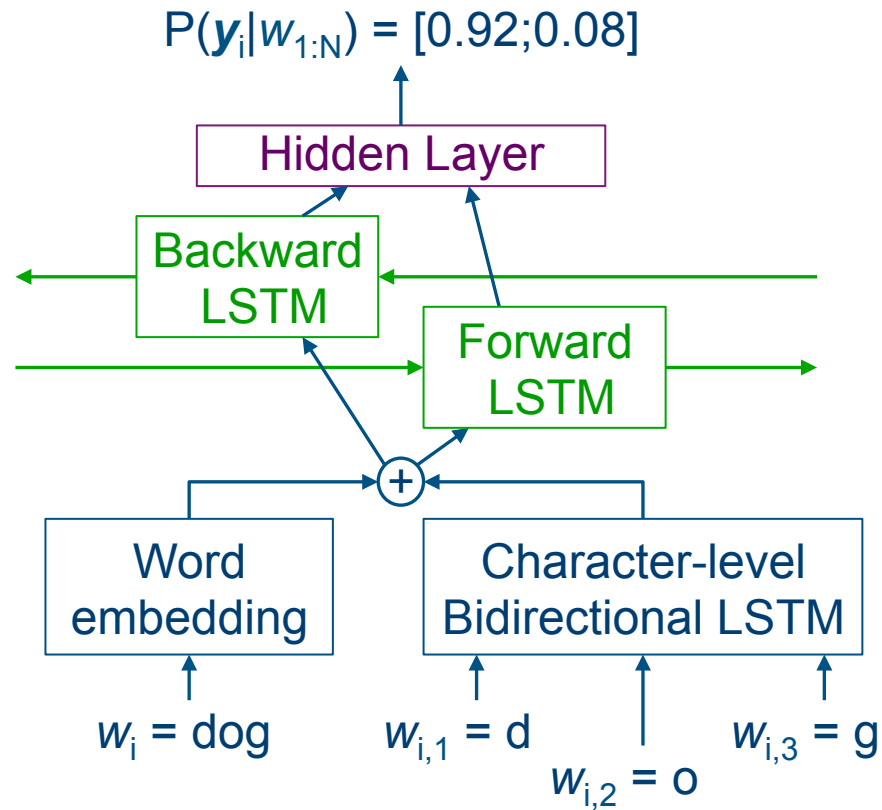 P(yᵢ|w₁:N) = [0.92;0.08]
Hidden Layer
Backward
LSTM
Forward
LSTM
+
Word
embedding
Character-level
Bidirectional LSTM
wᵢ = dog
wᵢ,₁ = d
wᵢ,₂ = o
wᵢ,₃ = g